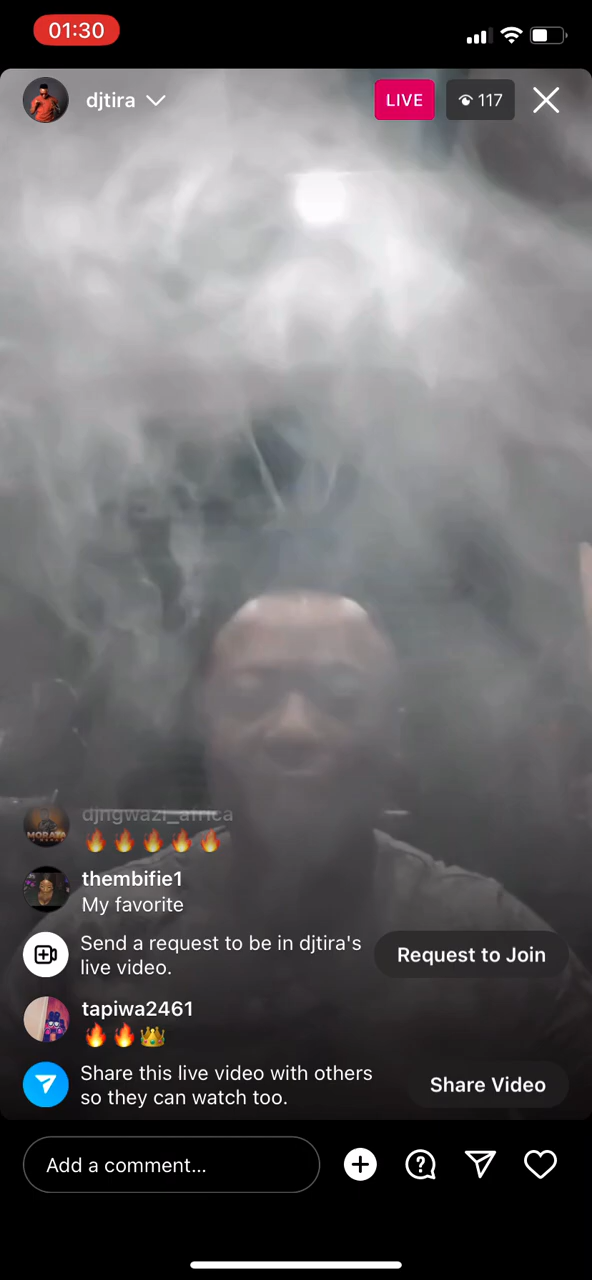 01:30
djtira
LIVE
117
djngwazi_africa
🔥🔥🔥🔥🔥
thembifie1
My favorite
Send a request to be in djtira's
live video.
Request to Join
tapiwa2461
🔥🔥👑
Share this live video with others
so they can watch too.
Share Video
Add a comment...